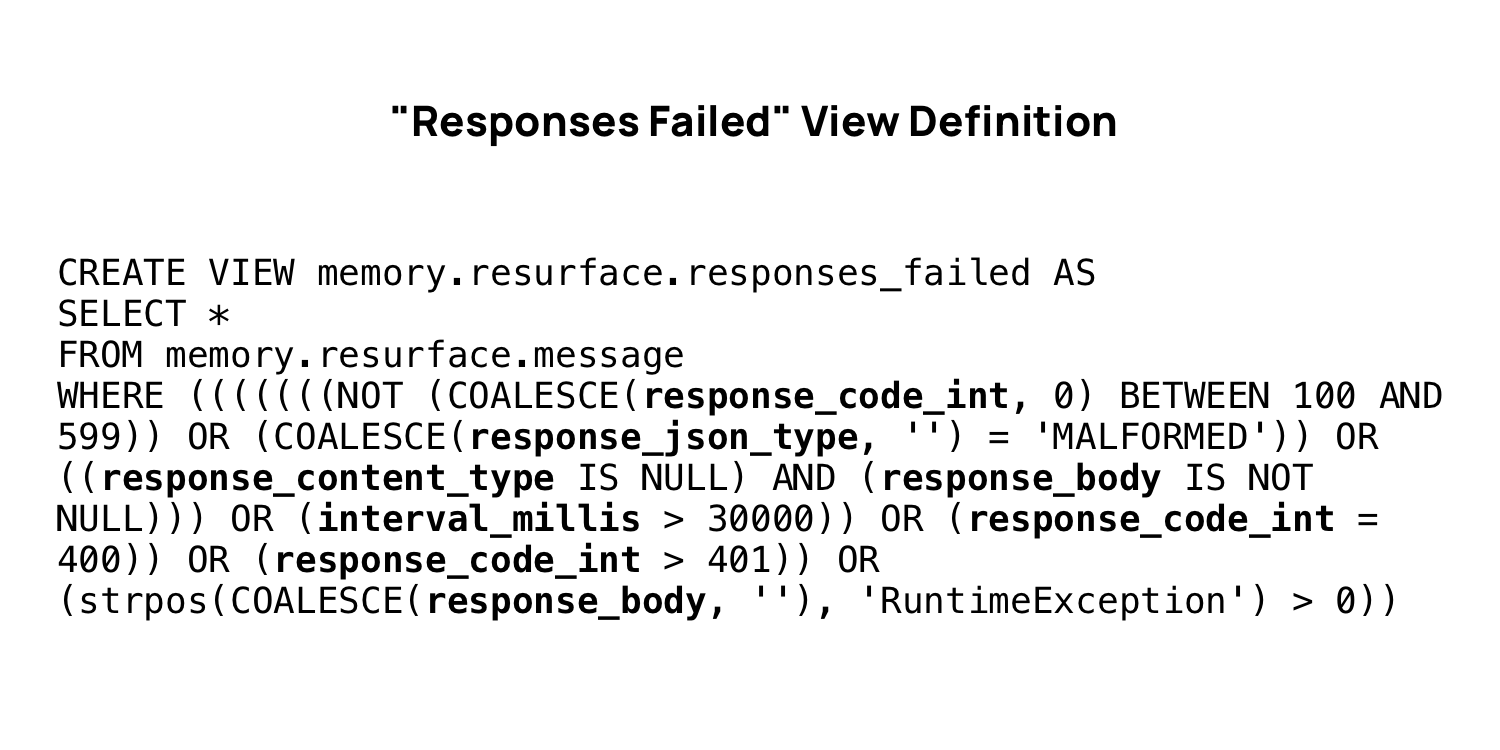 "Responses Failed" View Definition
CREATE VIEW memory.resurface.responses_failed AS
SELECT *
FROM memory.resurface.message
WHERE (((((((NOT (COALESCE(response_code_int, 0) BETWEEN 100 AND
599)) OR (COALESCE(response_json_type, '') = 'MALFORMED')) OR
((response_content_type IS NULL) AND (response_body IS NOT
NULL))) OR (interval_millis > 30000)) OR (response_code_int =
400)) OR (response_code_int > 401)) OR
(strpos(COALESCE(response_body, ''), 'RuntimeException') > 0))